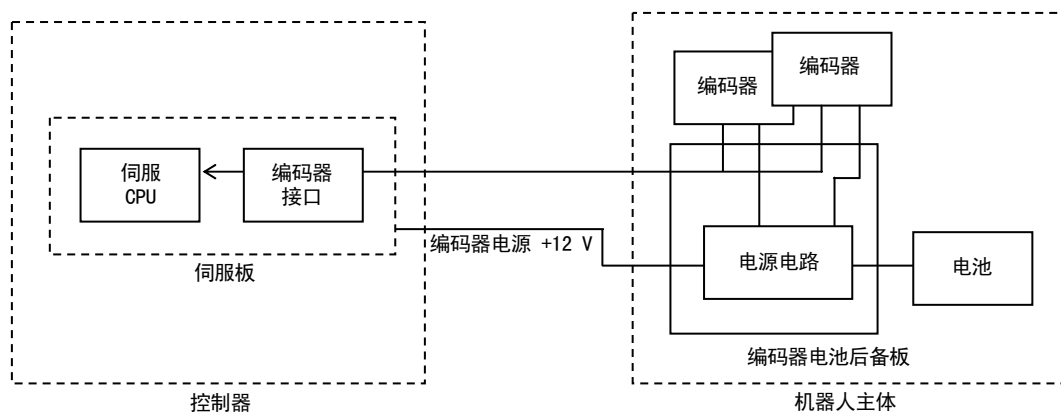 编码器
编码器
伺服
CPU
编码器
接口
编码器电源 +12 V
伺服板
电源电路
电池
编码器电池后备板
控制器
机器人主体